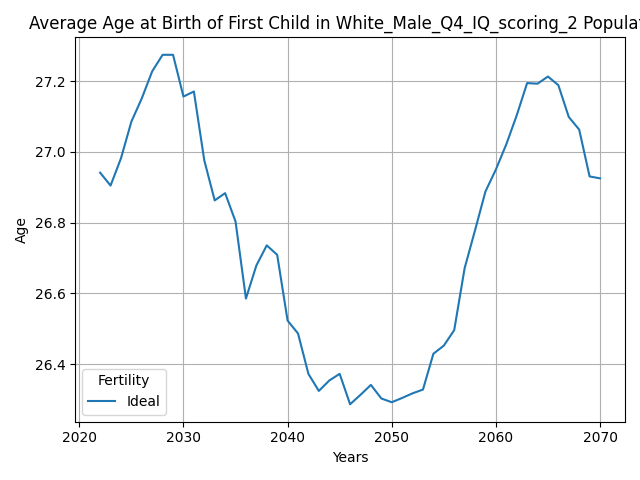 Average Age at Birth of First Child in White_Male_Q4_IQ_scoring_2 Populat
Age
27.2
27.0
26.8
26.6
26.4
Fertility
Ideal
2020 2030 2040 2050 2060 2070
Years